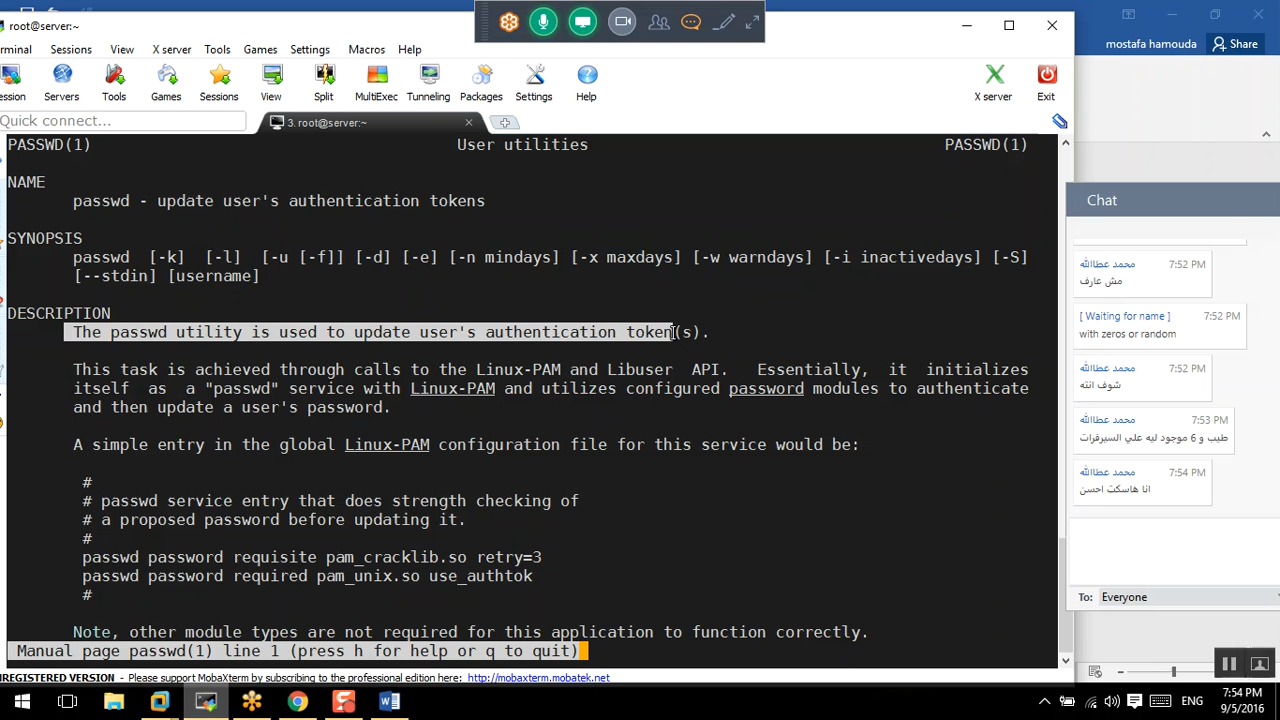 root@server:~
mostafa hamouda
Share
rminal Sessions View X server Tools Games Settings Macros Help
ession Servers Tools Games Sessions View Split MultiExec Tunneling Packages Settings Help X server Exit
Quick connect...
3. root@server:~
PASSWD(1) User utilities PASSWD(1)
NAME
passwd - update user's authentication tokens
SYNOPSIS
passwd [-k] [-l] [-u [-f]] [-d] [-e] [-n mindays] [-x maxdays] [-w warndays] [-i inactivedays] [-S]
[--stdin] [username]
DESCRIPTION
The passwd utility is used to update user's authentication token(s).
This task is achieved through calls to the Linux-PAM and Libuser API. Essentially, it initializes
itself as a "passwd" service with Linux-PAM and utilizes configured password modules to authenticate
and then update a user's password.
A simple entry in the global Linux-PAM configuration file for this service would be:
#
# passwd service entry that does strength checking of
# a proposed password before updating it.
#
passwd password requisite pam_cracklib.so retry=3
passwd password required pam_unix.so use_authtok
#
Note, other module types are not required for this application to function correctly.
Manual page passwd(1) line 1 (press h for help or q to quit)
NREGISTERED VERSION - Please support MobaXterm by subscribing to the professional edition here: http://mobaxterm.mobatek.net
Chat
محمد عطاالله 7:52 PM
مش عارف
[ Waiting for name ] 7:52 PM
with zeros or random
محمد عطاالله 7:52 PM
شوف انته
محمد عطاالله 7:53 PM
طيب و 6 موجود ليه علي السيرفرات
محمد عطاالله 7:54 PM
انا هاسكت احسن
To: Everyone
ENG
7:54 PM
9/5/2016